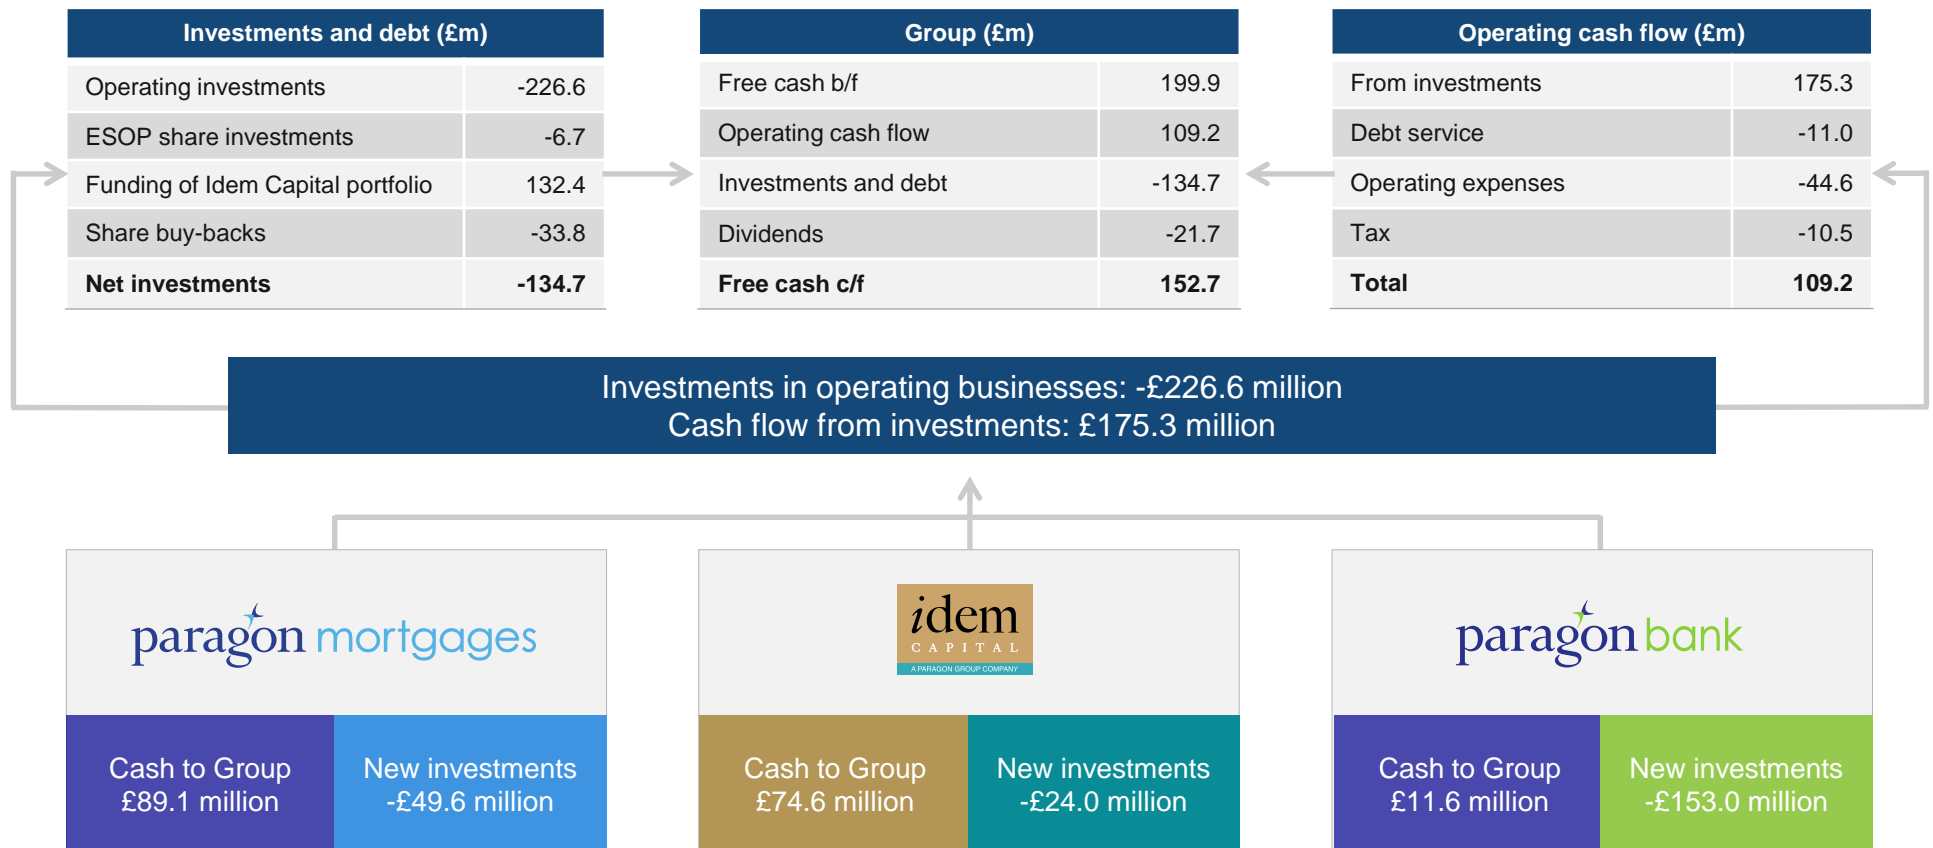 Investments and debt (£m)
Operating investments -226.6
ESOP share investments -6.7
Funding of Idem Capital portfolio 132.4
Share buy-backs -33.8
Net investments -134.7
Group (£m)
Free cash b/f 199.9
Operating cash flow 109.2
Investments and debt -134.7
Dividends -21.7
Free cash c/f 152.7
Operating cash flow (£m)
From investments 175.3
Debt service -11.0
Operating expenses -44.6
Tax -10.5
Total 109.2
Investments in operating businesses: -£226.6 million
Cash flow from investments: £175.3 million
paragon mortgages
Cash to Group
£89.1 million
New investments
-£49.6 million
idem
CAPITAL
A PARAGON GROUP COMPANY
Cash to Group
£74.6 million
New investments
-£24.0 million
paragon bank
Cash to Group
£11.6 million
New investments
-£153.0 million